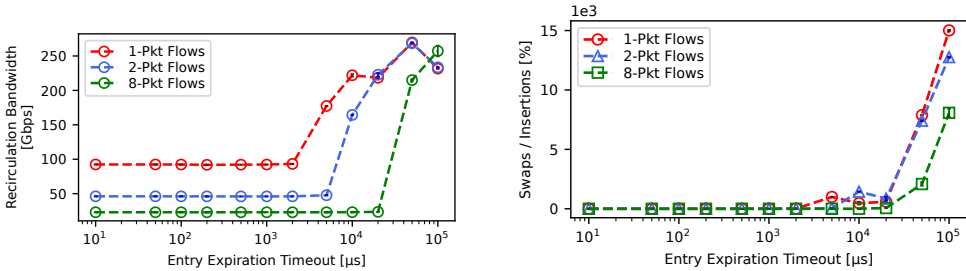 Recirculation Bandwidth
[Gbps]
250
200
150
100
50
1-Pkt Flows
2-Pkt Flows
8-Pkt Flows
10^1
10^2
10^3
10^4
10^5
Entry Expiration Timeout [μs]
1e3
Swaps / Insertions [%]
15
10
5
0
1-Pkt Flows
2-Pkt Flows
8-Pkt Flows
10^1
10^2
10^3
10^4
10^5
Entry Expiration Timeout [μs]